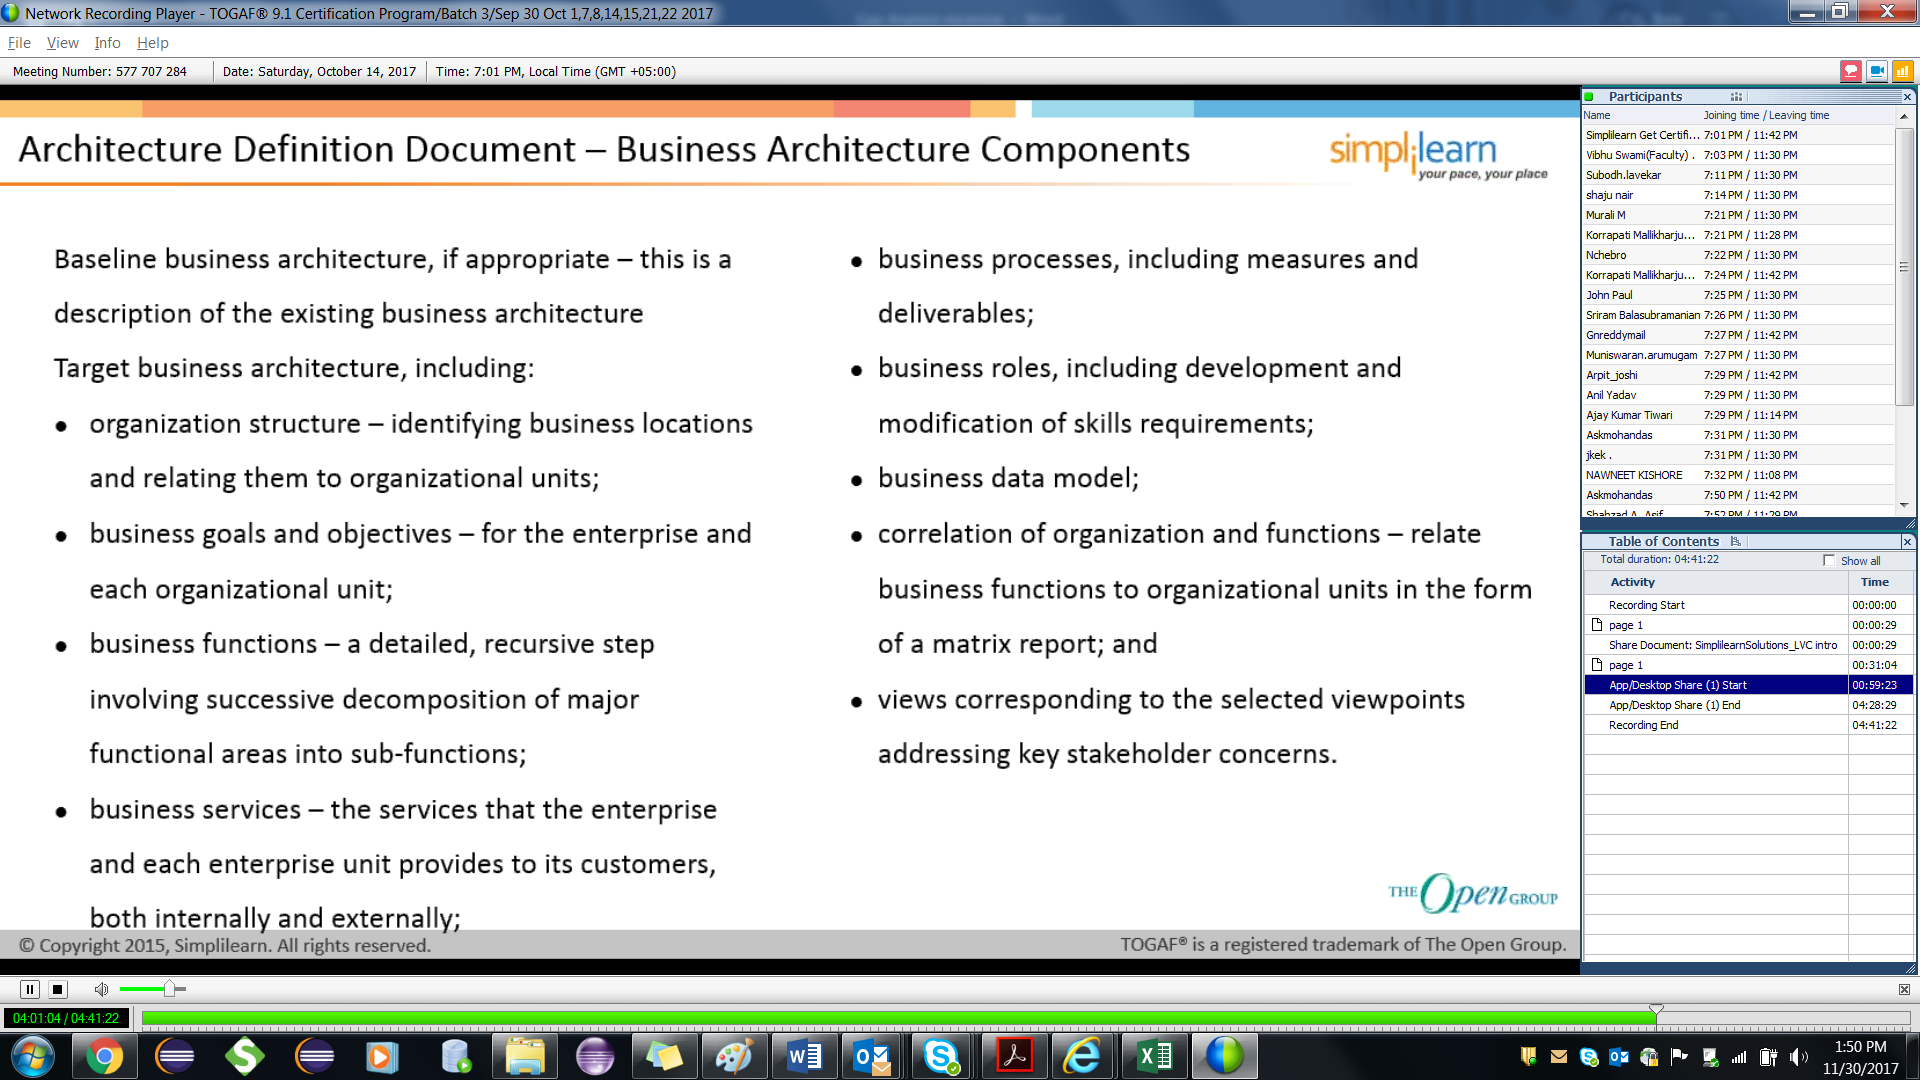 Network Recording Player - TOGAF® 9.1 Certification Program/Batch 3/Sep 30 Oct 1,7,8,14,15,21,22 2017
File View Info Help
Meeting Number: 577 707 284 Date: Saturday, October 14, 2017 Time: 7:01 PM, Local Time (GMT +05:00)
Architecture Definition Document – Business Architecture Components
simplilearn
your pace, your place
Baseline business architecture, if appropriate – this is a
description of the existing business architecture
Target business architecture, including:
● organization structure – identifying business locations
and relating them to organizational units;
● business goals and objectives – for the enterprise and
each organizational unit;
● business functions – a detailed, recursive step
involving successive decomposition of major
functional areas into sub-functions;
● business services – the services that the enterprise
and each enterprise unit provides to its customers,
both internally and externally;
● business processes, including measures and
deliverables;
● business roles, including development and
modification of skills requirements;
● business data model;
● correlation of organization and functions – relate
business functions to organizational units in the form
of a matrix report; and
● views corresponding to the selected viewpoints
addressing key stakeholder concerns.
THE Open GROUP
© Copyright 2015, Simplilearn. All rights reserved.
TOGAF® is a registered trademark of The Open Group.
Participants
Name Joining time / Leaving time
Simplilearn Get Certifi... 7:01 PM / 11:42 PM
Vibhu Swami(Faculty) . 7:03 PM / 11:30 PM
Subodh.lavekar 7:11 PM / 11:30 PM
shaju nair 7:14 PM / 11:30 PM
Murali M 7:21 PM / 11:30 PM
Korrapati Mallikharju... 7:21 PM / 11:28 PM
Nchebro 7:22 PM / 11:30 PM
Korrapati Mallikharju... 7:24 PM / 11:42 PM
John Paul 7:25 PM / 11:30 PM
Sriram Balasubramanian 7:26 PM / 11:30 PM
Gnreddymail 7:27 PM / 11:42 PM
Muniswaran.arumugam 7:27 PM / 11:30 PM
Arpit_joshi 7:29 PM / 11:42 PM
Anil Yadav 7:29 PM / 11:30 PM
Ajay Kumar Tiwari 7:29 PM / 11:14 PM
Askmohandas 7:31 PM / 11:30 PM
jkek . 7:31 PM / 11:30 PM
NAWNEET KISHORE 7:32 PM / 11:08 PM
Askmohandas 7:50 PM / 11:42 PM
Shahzad A. Asif 7:52 PM / 11:29 PM
Table of Contents
Total duration: 04:41:22 Show all
Activity Time
Recording Start 00:00:00
page 1 00:00:29
Share Document: SimplilearnSolutions_LVC intro 00:00:29
page 1 00:31:04
App/Desktop Share (1) Start 00:59:23
App/Desktop Share (1) End 04:28:29
Recording End 04:41:22
04:01:04 / 04:41:22
1:50 PM
11/30/2017